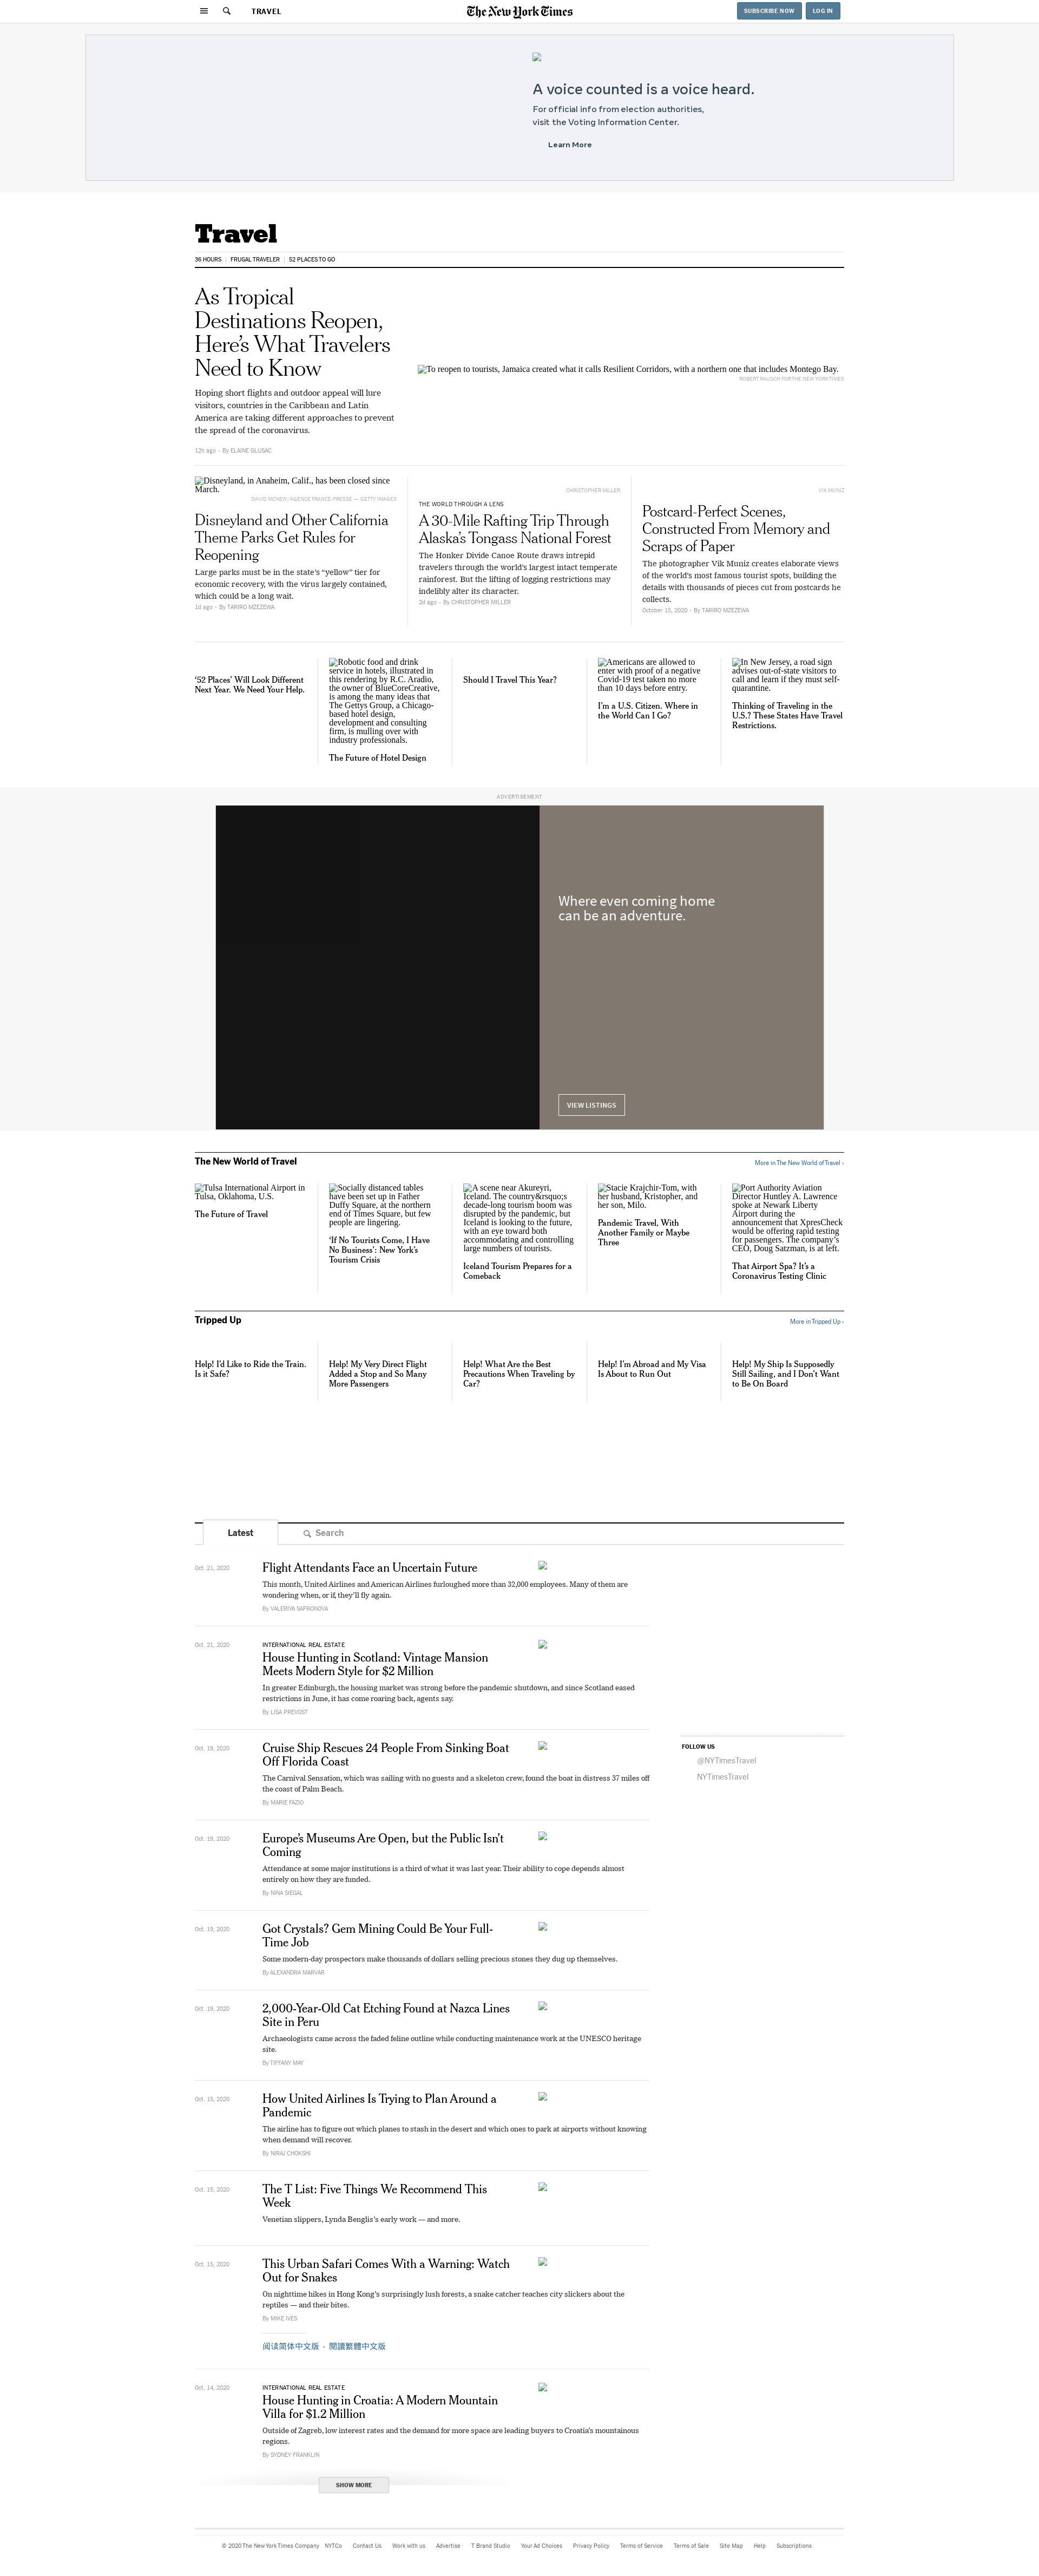 TRAVEL
The New York Times
SUBSCRIBE NOW
LOG IN
A voice counted is a voice heard.
For official info from election authorities,
visit the Voting Information Center.
Learn More
Travel
36 HOURS
FRUGAL TRAVELER
52 PLACES TO GO
As Tropical
Destinations Reopen,
Here’s What Travelers
Need to Know
Hoping short flights and outdoor appeal will lure
visitors, countries in the Caribbean and Latin
America are taking different approaches to prevent
the spread of the coronavirus.
12h ago - By ELAINE GLUSAC
To reopen to tourists, Jamaica created what it calls Resilient Corridors, with a northern one that includes Montego Bay.
ROBERT RAUSCH FOR THE NEW YORK TIMES
Disneyland, in Anaheim, Calif., has been closed since
March.
DAVID MCNEW/AGENCE FRANCE-PRESSE — GETTY IMAGES
Disneyland and Other California
Theme Parks Get Rules for
Reopening
Large parks must be in the state’s “yellow” tier for
economic recovery, with the virus largely contained,
which could be a long wait.
1d ago - By TARIRO MZEZEWA
CHRISTOPHER MILLER
THE WORLD THROUGH A LENS
A 30-Mile Rafting Trip Through
Alaska’s Tongass National Forest
The Honker Divide Canoe Route draws intrepid
travelers through the world’s largest intact temperate
rainforest. But the lifting of logging restrictions may
indelibly alter its character.
2d ago - By CHRISTOPHER MILLER
VIK MUNIZ
Postcard-Perfect Scenes,
Constructed From Memory and
Scraps of Paper
The photographer Vik Muniz creates elaborate views
of the world’s most famous tourist spots, building the
details with thousands of pieces cut from postcards he
collects.
October 15, 2020 - By TARIRO MZEZEWA
‘52 Places’ Will Look Different
Next Year. We Need Your Help.
Robotic food and drink
service in hotels, illustrated in
this rendering by R.C. Aradio,
the owner of BlueCoreCreative,
is among the many ideas that
The Gettys Group, a Chicago-
based hotel design,
development and consulting
firm, is mulling over with
industry professionals.
The Future of Hotel Design
Should I Travel This Year?
Americans are allowed to
enter with proof of a negative
Covid-19 test taken no more
than 10 days before entry.
I’m a U.S. Citizen. Where in
the World Can I Go?
In New Jersey, a road sign
advises out-of-state visitors to
call and learn if they must self-
quarantine.
Thinking of Traveling in the
U.S.? These States Have Travel
Restrictions.
ADVERTISEMENT
Where even coming home
can be an adventure.
VIEW LISTINGS
The New World of Travel
More in The New World of Travel ›
Tulsa International Airport in
Tulsa, Oklahoma, U.S.
The Future of Travel
Socially distanced tables
have been set up in Father
Duffy Square, at the northern
end of Times Square, but few
people are lingering.
‘If No Tourists Come, I Have
No Business’: New York’s
Tourism Crisis
A scene near Akureyri,
Iceland. The country&rsquo;s
decade-long tourism boom was
disrupted by the pandemic, but
Iceland is looking to the future,
with an eye toward both
accommodating and controlling
large numbers of tourists.
Iceland Tourism Prepares for a
Comeback
Stacie Krajchir-Tom, with
her husband, Kristopher, and
her son, Milo.
Pandemic Travel, With
Another Family or Maybe
Three
Port Authority Aviation
Director Huntley A. Lawrence
spoke at Newark Liberty
Airport during the
announcement that XpresCheck
would be offering rapid testing
for passengers. The company’s
CEO, Doug Satzman, is at left.
That Airport Spa? It’s a
Coronavirus Testing Clinic
Tripped Up
More in Tripped Up ›
Help! I’d Like to Ride the Train.
Is it Safe?
Help! My Very Direct Flight
Added a Stop and So Many
More Passengers
Help! What Are the Best
Precautions When Traveling by
Car?
Help! I’m Abroad and My Visa
Is About to Run Out
Help! My Ship Is Supposedly
Still Sailing, and I Don’t Want
to Be On Board
Latest
Search
Oct. 21, 2020
Flight Attendants Face an Uncertain Future
This month, United Airlines and American Airlines furloughed more than 32,000 employees. Many of them are
wondering when, or if, they’ll fly again.
By VALERIYA SAFRONOVA
Oct. 21, 2020
INTERNATIONAL REAL ESTATE
House Hunting in Scotland: Vintage Mansion
Meets Modern Style for $2 Million
In greater Edinburgh, the housing market was strong before the pandemic shutdown, and since Scotland eased
restrictions in June, it has come roaring back, agents say.
By LISA PREVOST
Oct. 19, 2020
Cruise Ship Rescues 24 People From Sinking Boat
Off Florida Coast
The Carnival Sensation, which was sailing with no guests and a skeleton crew, found the boat in distress 37 miles off
the coast of Palm Beach.
By MARIE FAZIO
FOLLOW US
@NYTimesTravel
NYTimesTravel
Oct. 19, 2020
Europe’s Museums Are Open, but the Public Isn’t
Coming
Attendance at some major institutions is a third of what it was last year. Their ability to cope depends almost
entirely on how they are funded.
By NINA SIEGAL
Oct. 19, 2020
Got Crystals? Gem Mining Could Be Your Full-
Time Job
Some modern-day prospectors make thousands of dollars selling precious stones they dug up themselves.
By ALEXANDRA MARVAR
Oct. 19, 2020
2,000-Year-Old Cat Etching Found at Nazca Lines
Site in Peru
Archaeologists came across the faded feline outline while conducting maintenance work at the UNESCO heritage
site.
By TIFFANY MAY
Oct. 15, 2020
How United Airlines Is Trying to Plan Around a
Pandemic
The airline has to figure out which planes to stash in the desert and which ones to park at airports without knowing
when demand will recover.
By NIRAJ CHOKSHI
Oct. 15, 2020
The T List: Five Things We Recommend This
Week
Venetian slippers, Lynda Benglis’s early work — and more.
Oct. 15, 2020
This Urban Safari Comes With a Warning: Watch
Out for Snakes
On nighttime hikes in Hong Kong’s surprisingly lush forests, a snake catcher teaches city slickers about the
reptiles — and their bites.
By MIKE IVES
阅读简体中文版 - 閱讀繁體中文版
Oct. 14, 2020
INTERNATIONAL REAL ESTATE
House Hunting in Croatia: A Modern Mountain
Villa for $1.2 Million
Outside of Zagreb, low interest rates and the demand for more space are leading buyers to Croatia’s mountainous
regions.
By SYDNEY FRANKLIN
SHOW MORE
© 2020 The New York Times Company NYTCo Contact Us Work with us Advertise T Brand Studio Your Ad Choices Privacy Policy Terms of Service Terms of Sale Site Map Help Subscriptions